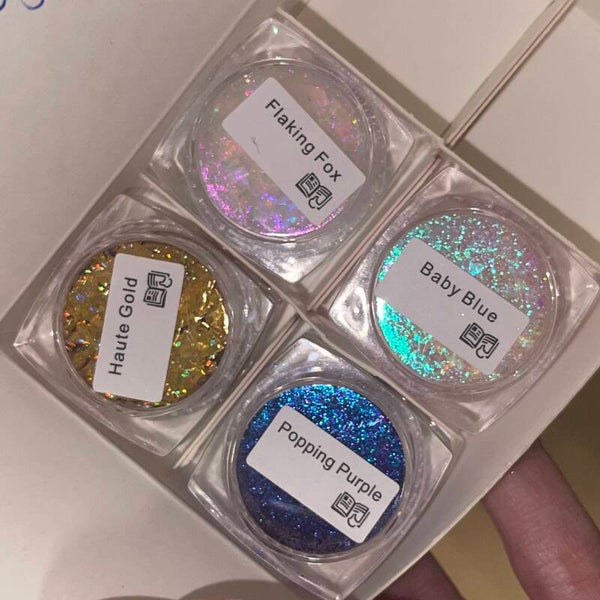 Flaking Fox
Baby Blue
Haute Gold
Popping Purple